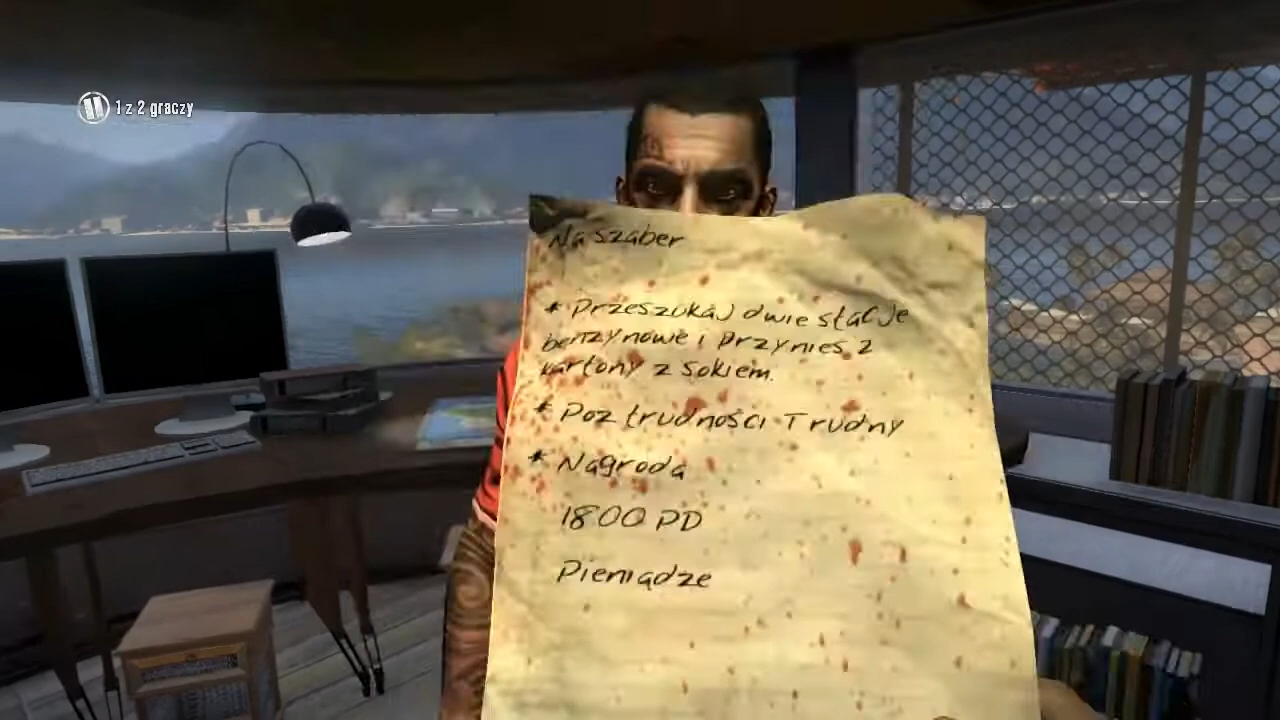 1 z 2 graczy
Na szaber
* Przeszukaj dwie stacje
benzynowe i przynieś 2
kartony z sokiem.
* Poz trudności Trudny
* Nagroda
1800 PD
Pieniądze